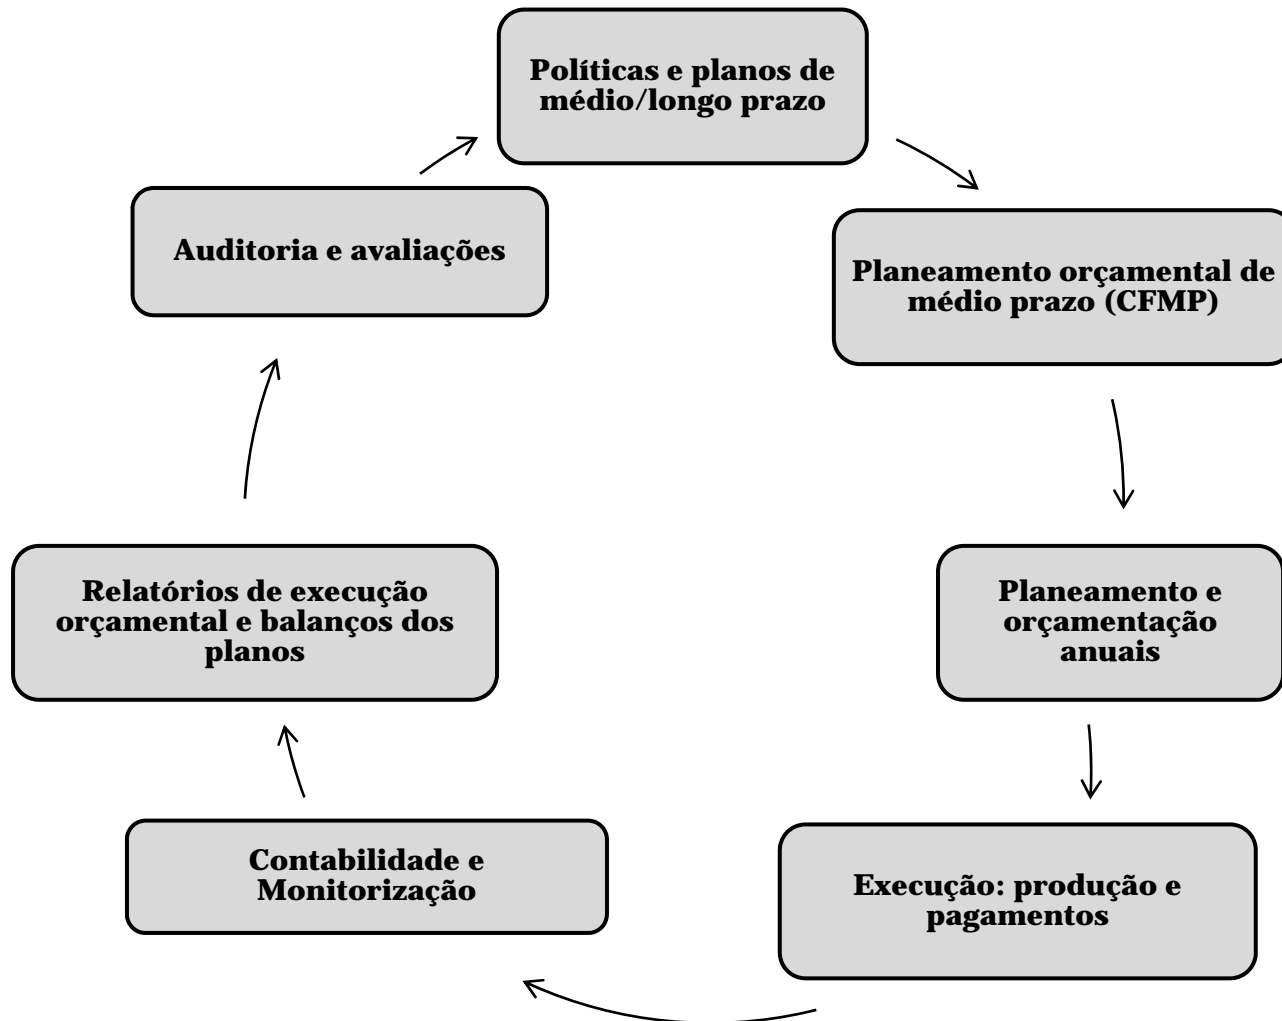 Políticas e planos de
médio/longo prazo
Planeamento orçamental de
médio prazo (CFMP)
Planeamento e
orçamentação
anuais
Execução: produção e
pagamentos
Contabilidade e
Monitorização
Relatórios de execução
orçamental e balanços dos
planos
Auditoria e avaliações